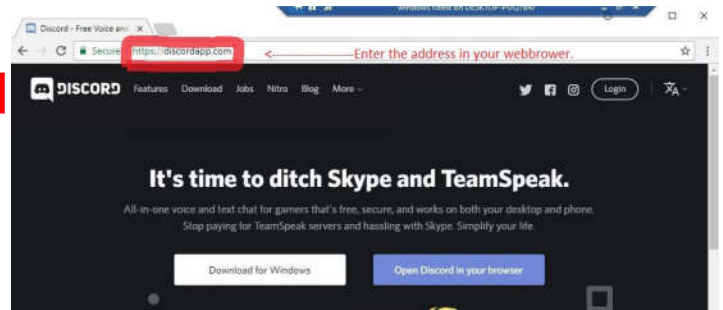 Discord - Free Voice and
Secure https://discordapp.com <--------------------Enter the address in your webbrower.
DISCORD Features Download Jobs Nitro Blog More Login
It's time to ditch Skype and TeamSpeak.
All-in-one voice and text chat for gamers that's free, secure, and works on both your desktop and phone.
Stop paying for TeamSpeak servers and hassling with Skype. Simplify your life.
Download for Windows Open Discord in your browser